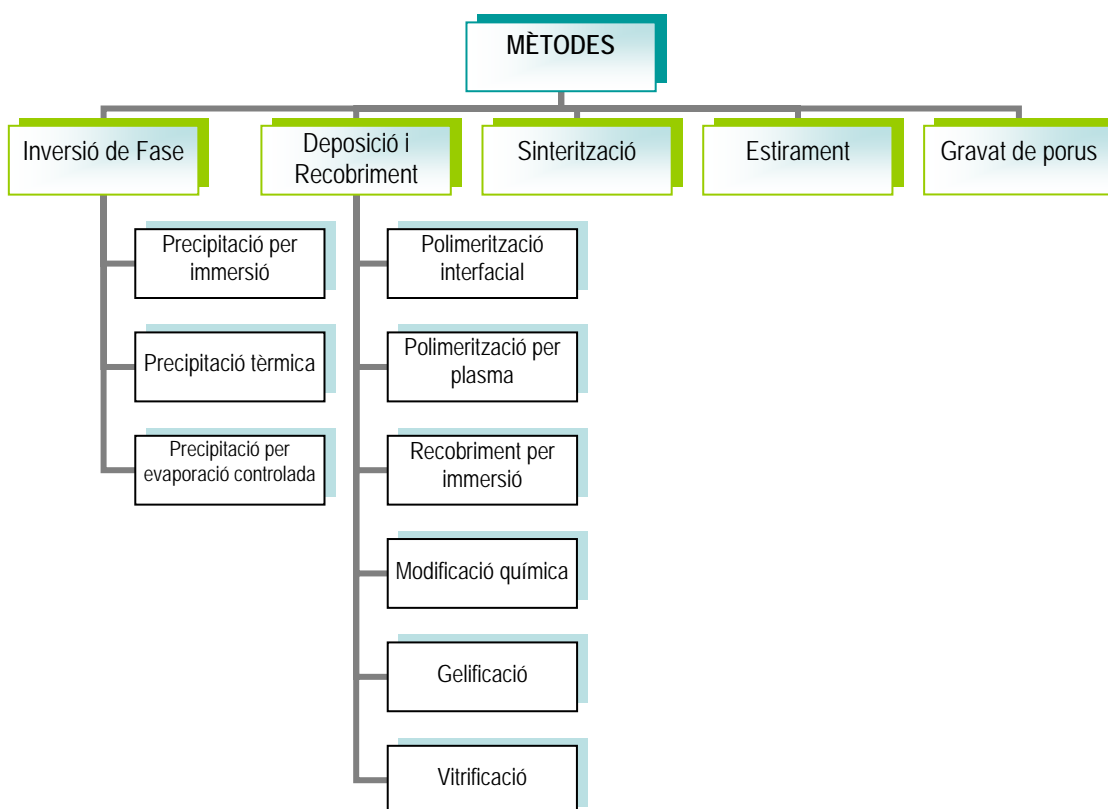 MÈTODES
Inversió de Fase
Deposició i
Recobriment
Sinterització
Estirament
Gravat de porus
Precipitació per
immersió
Precipitació tèrmica
Precipitació per
evaporació controlada
Polimerització
interfacial
Polimerització per
plasma
Recobriment per
immersió
Modificació química
Gelificació
Vitrificació